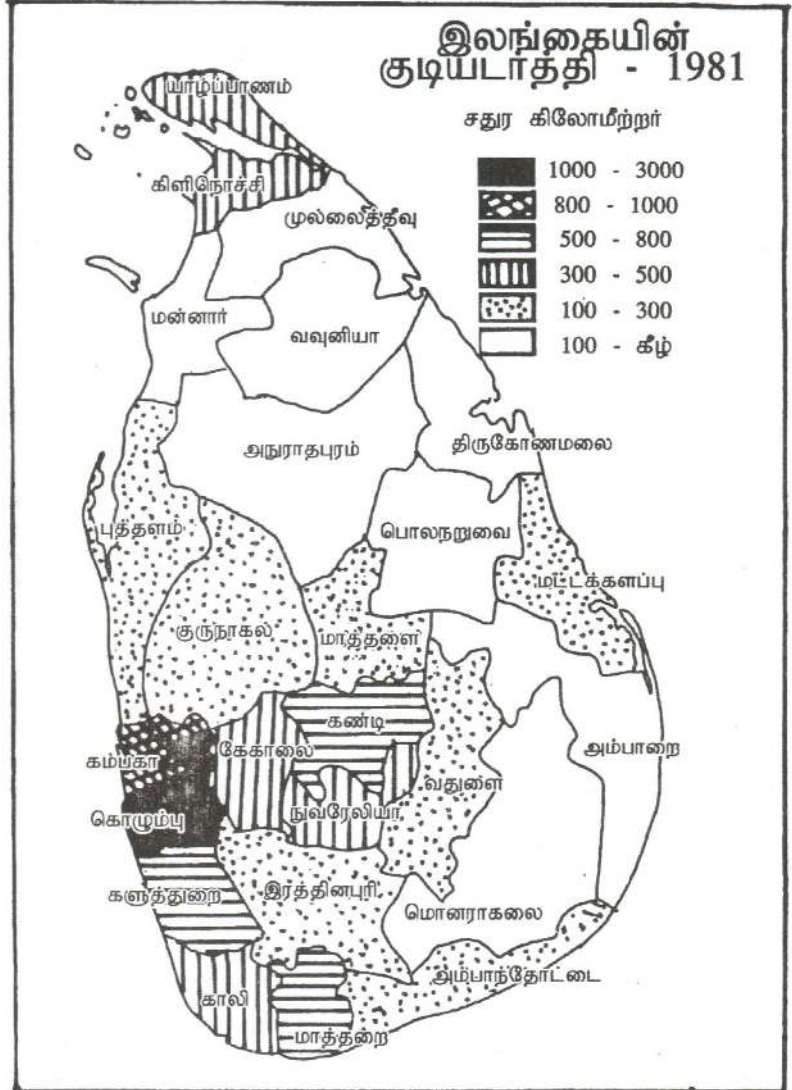 இலங்கையின்
குடியடர்த்தி - 1981
சதுர கிலோமீற்றர்
1000 - 3000
800 - 1000
500 - 800
300 - 500
100 - 300
100 - கீழ்
யாழ்ப்பாணம்
கிளிநொச்சி
முல்லைத்தீவு
மன்னார்
வவுனியா
அநுராதபுரம்
திருகோணமலை
புத்தளம்
பொலநறுவை
மட்டக்களப்பு
குருநாகல்
மாத்தளை
கண்டி
கேகாலை
அம்பாறை
கம்பகா
வதுளை
நுவரேலியா
கொழும்பு
களுத்துறை
இரத்தினபுரி
மொனராகலை
அம்பாந்தோட்டை
காலி
மாத்தறை